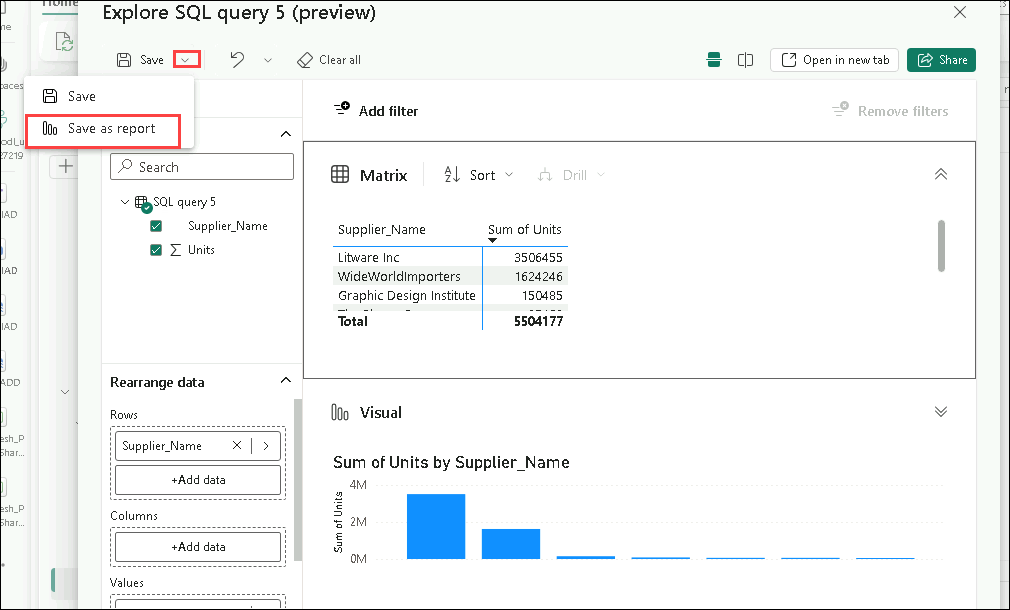 Home
Explore SQL query 5 (preview)
Save
Clear all
Open in new tab
Share
Save
Save as report
Add filter
Remove filters
Search
Matrix
Sort
Drill
SQL query 5
Supplier_Name
Units
Supplier_Name Sum of Units
Litware Inc 3506455
WideWorldImporters 1624246
Graphic Design Institute 150485
Total 5504177
Rearrange data
Rows
Supplier_Name
+Add data
Columns
+Add data
Values
Visual
Sum of Units by Supplier_Name
Sum of Units
4M
2M
0M